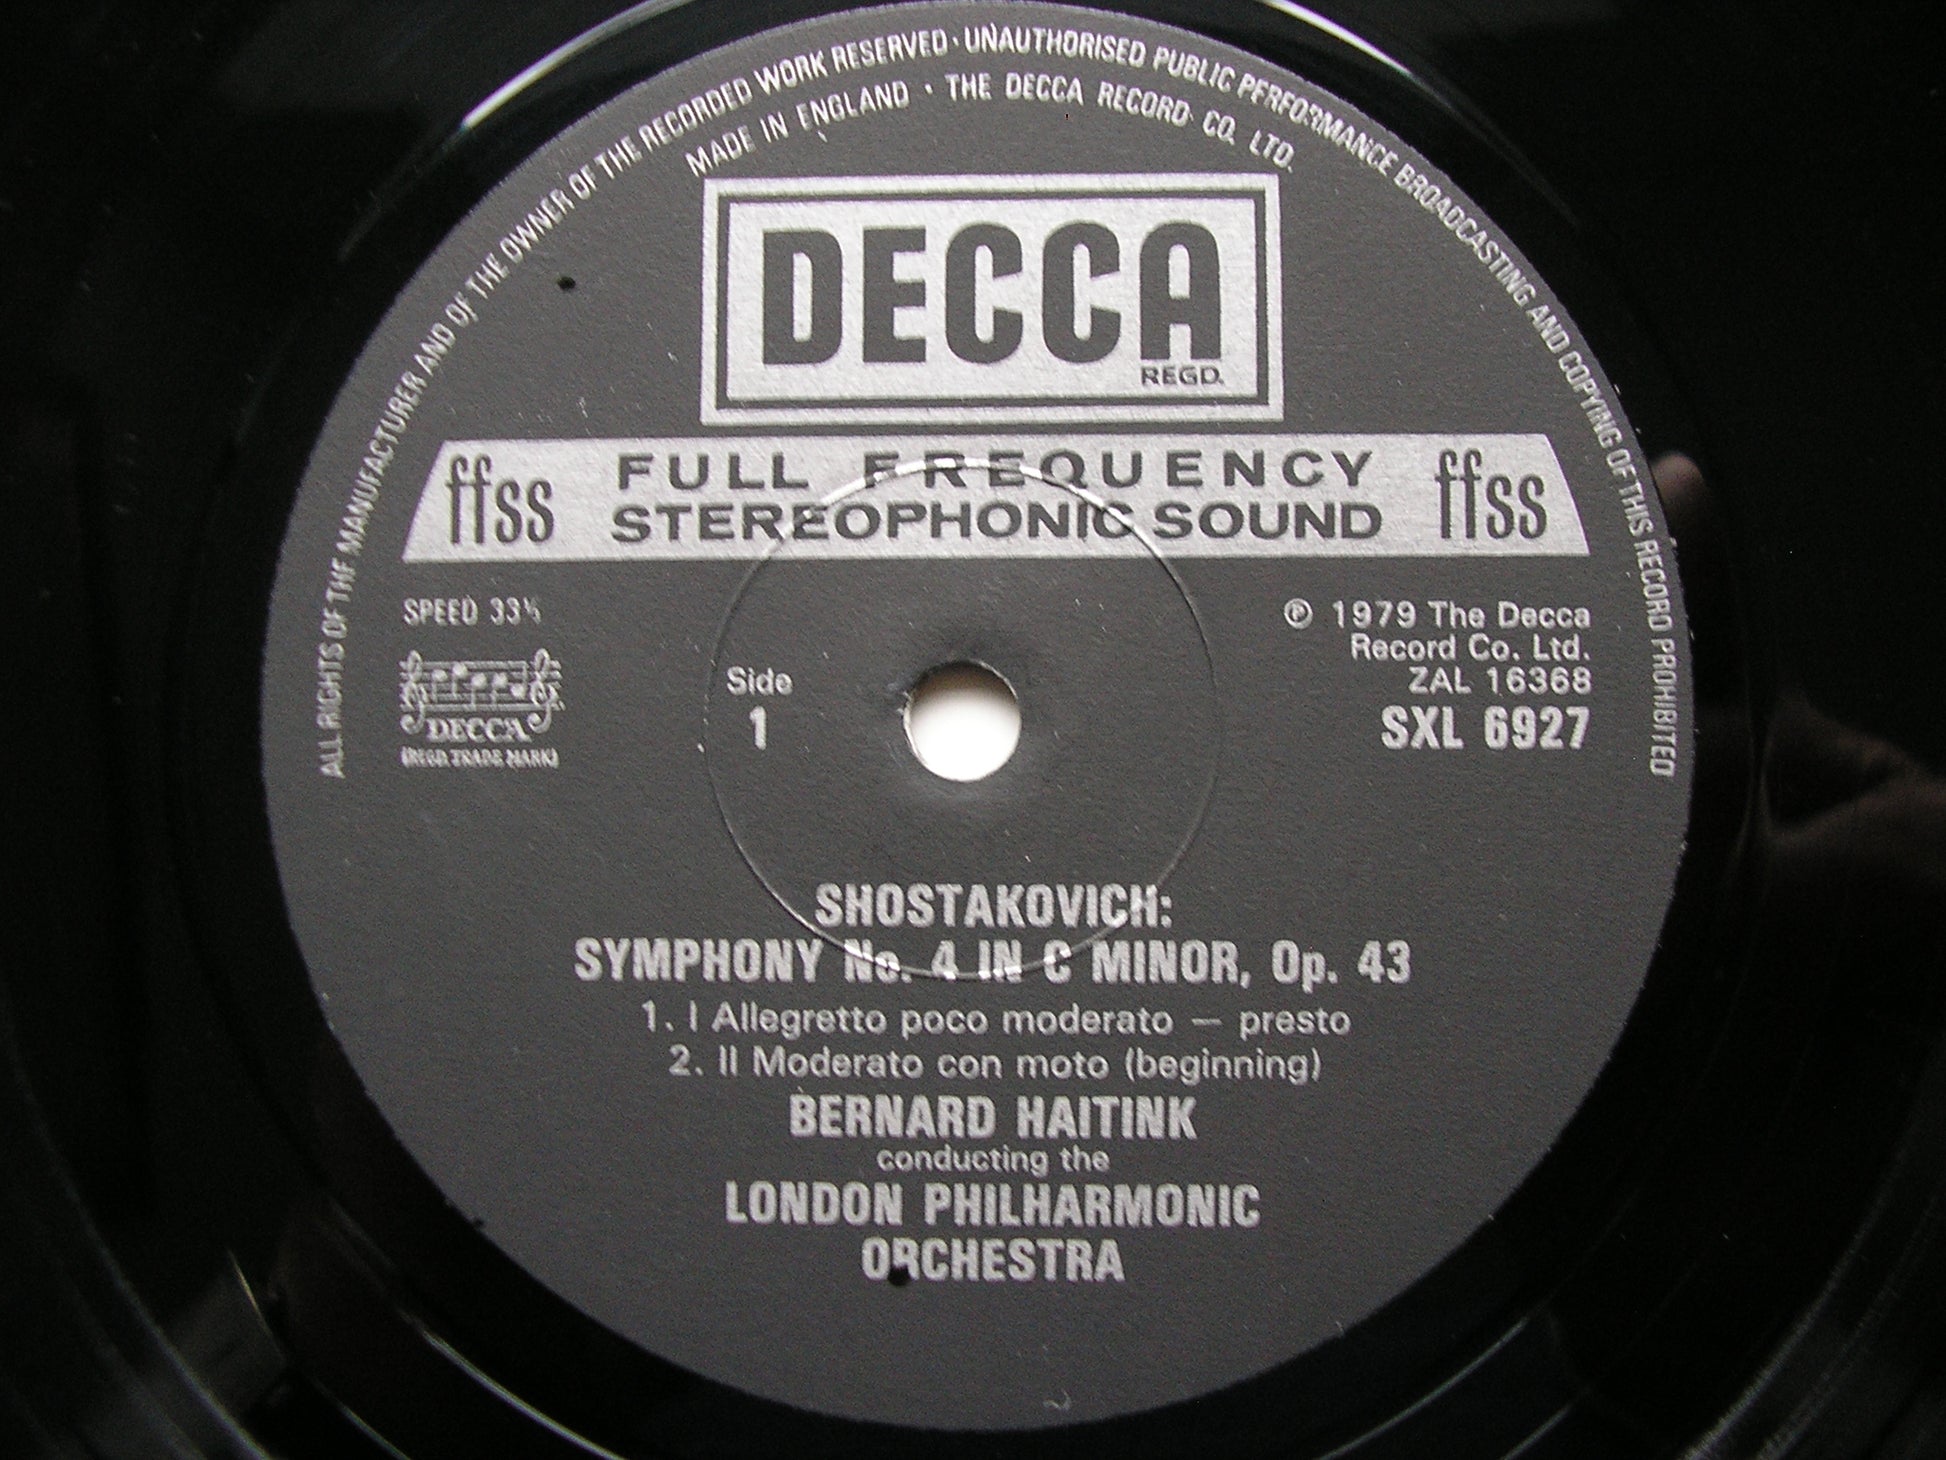 ALL RIGHTS OF THE MANUFACTURER AND OF THE OWNER OF THE RECORDED WORK RESERVED · UNAUTHORISED PUBLIC PERFORMANCE BROADCASTING AND COPYING OF THIS RECORD PROHIBITED
MADE IN ENGLAND · THE DECCA RECORD CO. LTD.
DECCA
REGD.
ffss FULL FREQUENCY STEREOPHONIC SOUND ffss
SPEED 33⅓
DECCA
(REGD. TRADE MARK)
Side
1
℗ 1979 The Decca
Record Co. Ltd.
ZAL 16368
SXL 6927
SHOSTAKOVICH:
SYMPHONY No. 4 IN C MINOR, Op. 43
1. I Allegretto poco moderato — presto
2. II Moderato con moto (beginning)
BERNARD HAITINK
conducting the
LONDON PHILHARMONIC
ORCHESTRA